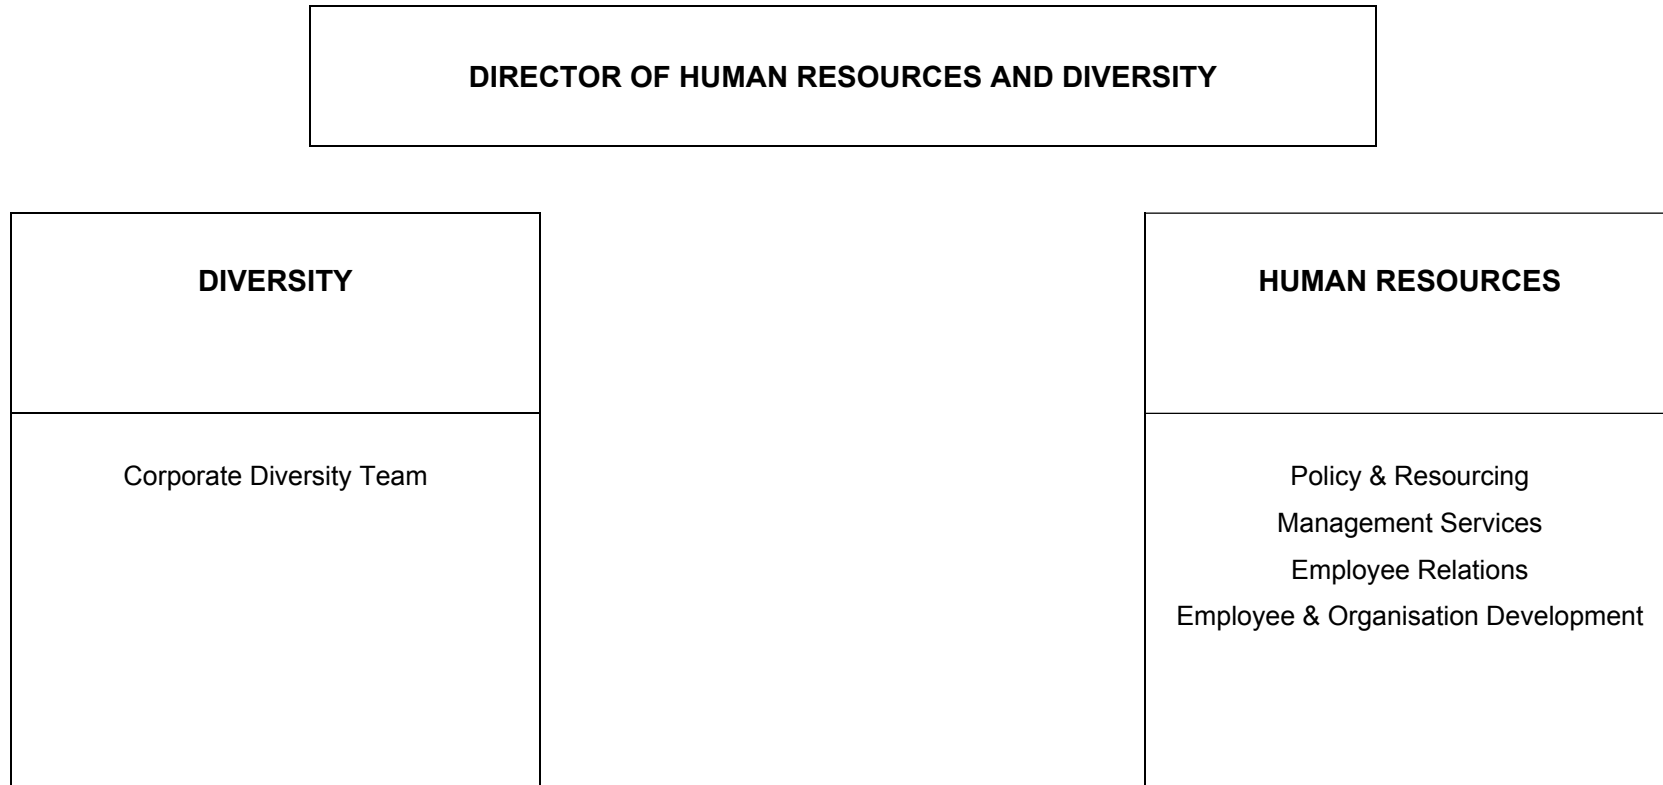 DIRECTOR OF HUMAN RESOURCES AND DIVERSITY
DIVERSITY
Corporate Diversity Team
HUMAN RESOURCES
Policy & Resourcing
Management Services
Employee Relations
Employee & Organisation Development